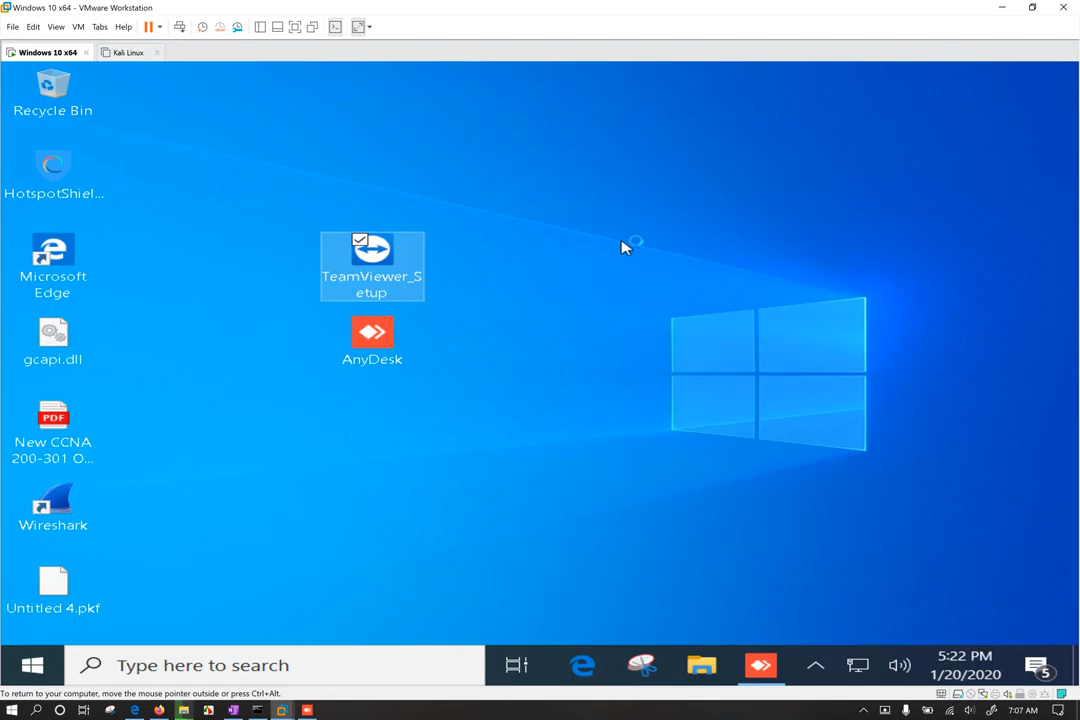 Windows 10 x64 - VMware Workstation
File Edit View VM Tabs Help
Windows 10 x64
Kali Linux
Recycle Bin
HotspotShiel...
Microsoft
Edge
TeamViewer_S
etup
gcapi.dll
AnyDesk
PDF
New CCNA
200-301 O...
Wireshark
Untitled 4.pkf
Type here to search
5:22 PM
1/20/2020
5
To return to your computer, move the mouse pointer outside or press Ctrl+Alt.
7:07 AM